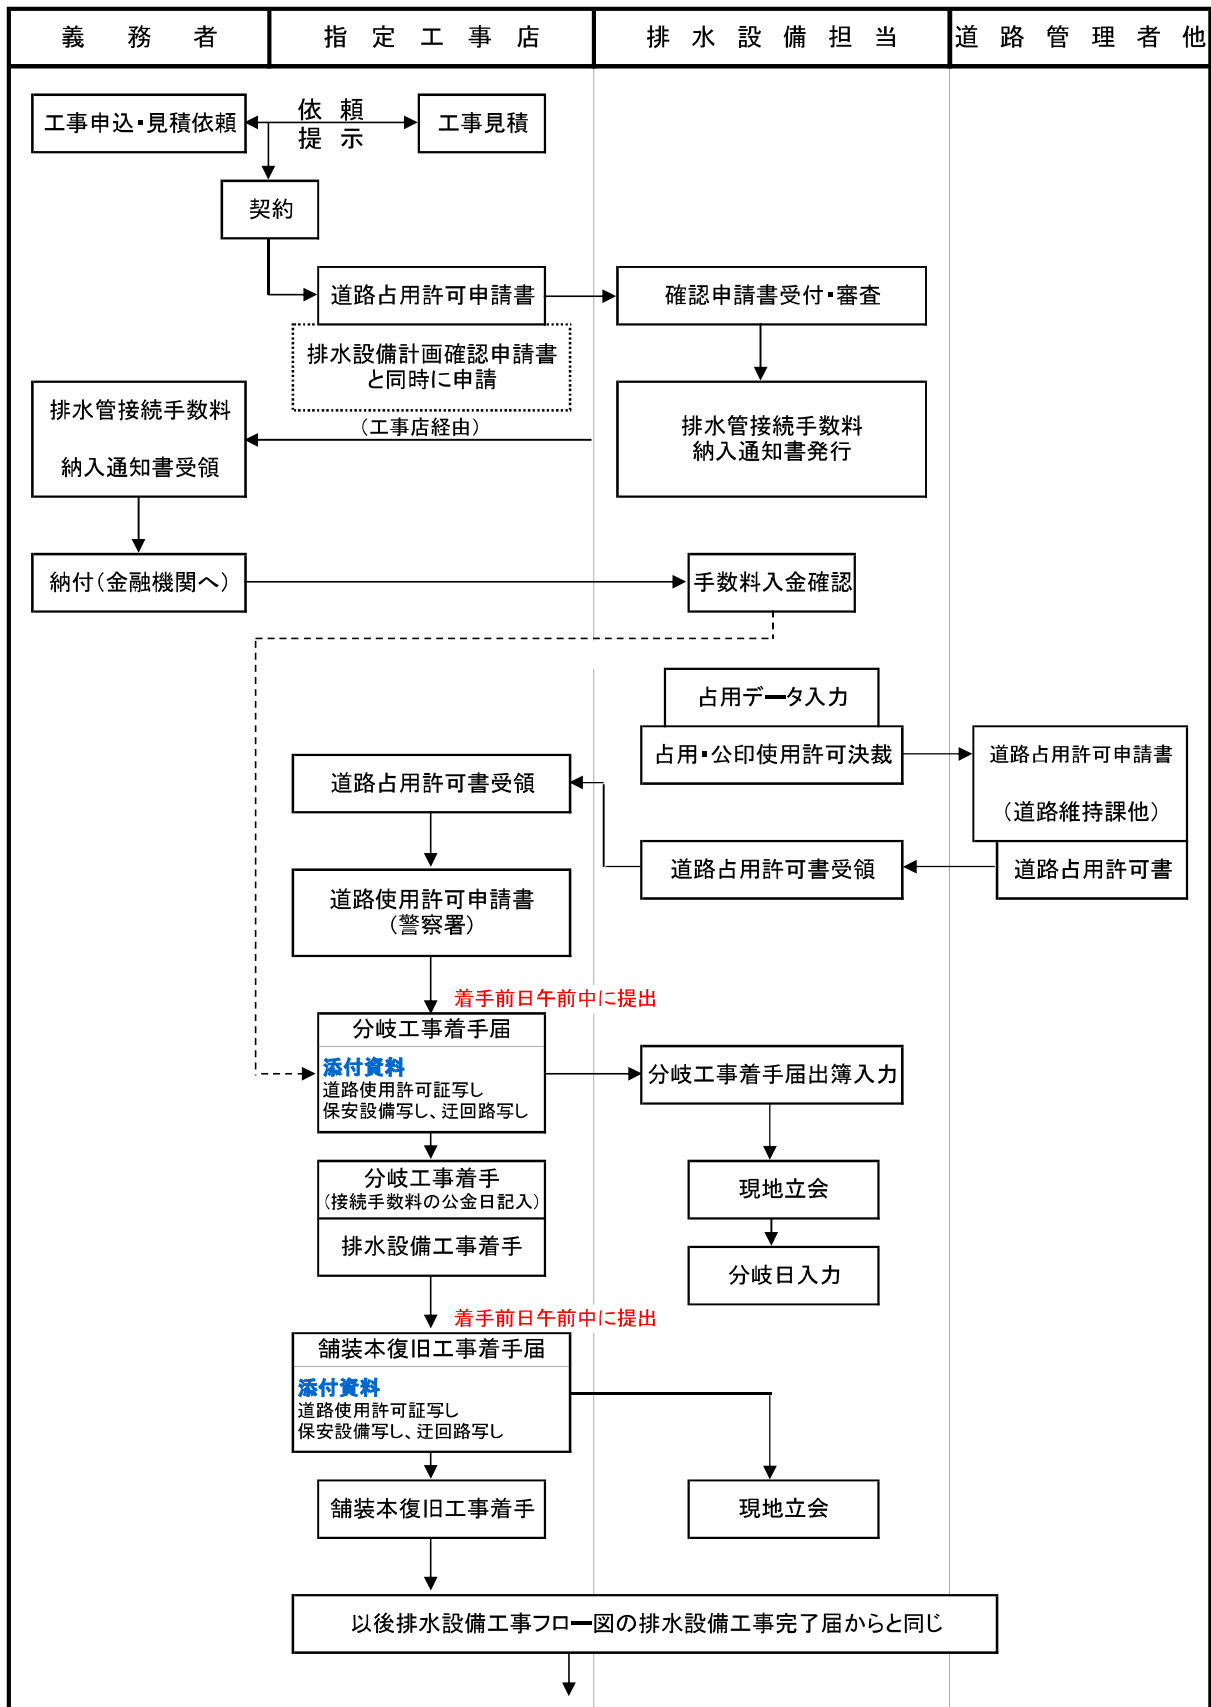 義務者
指定工事店
排水設備担当
道路管理者他
工事申込・見積依頼
依頼
提示
工事見積
契約
道路占用許可申請書
確認申請書受付・審査
排水設備計画確認申請書
と同時に申請
排水管接続手数料
納入通知書受領
（工事店経由）
排水管接続手数料
納入通知書発行
納付（金融機関へ）
手数料入金確認
占用データ入力
占用・公印使用許可決裁
道路占用許可申請書
（道路維持課他）
道路占用許可書受領
道路占用許可書受領
道路占用許可書
道路使用許可申請書
（警察署）
着手前日午前中に提出
分岐工事着手届
添付資料
道路使用許可証写し
保安設備写し、迂回路写し
分岐工事着手届出簿入力
分岐工事着手
（接続手数料の公金日記入）
現地立会
排水設備工事着手
分岐日入力
着手前日午前中に提出
舗装本復旧工事着手届
添付資料
道路使用許可証写し
保安設備写し、迂回路写し
舗装本復旧工事着手
現地立会
以後排水設備工事フロー図の排水設備工事完了届からと同じ